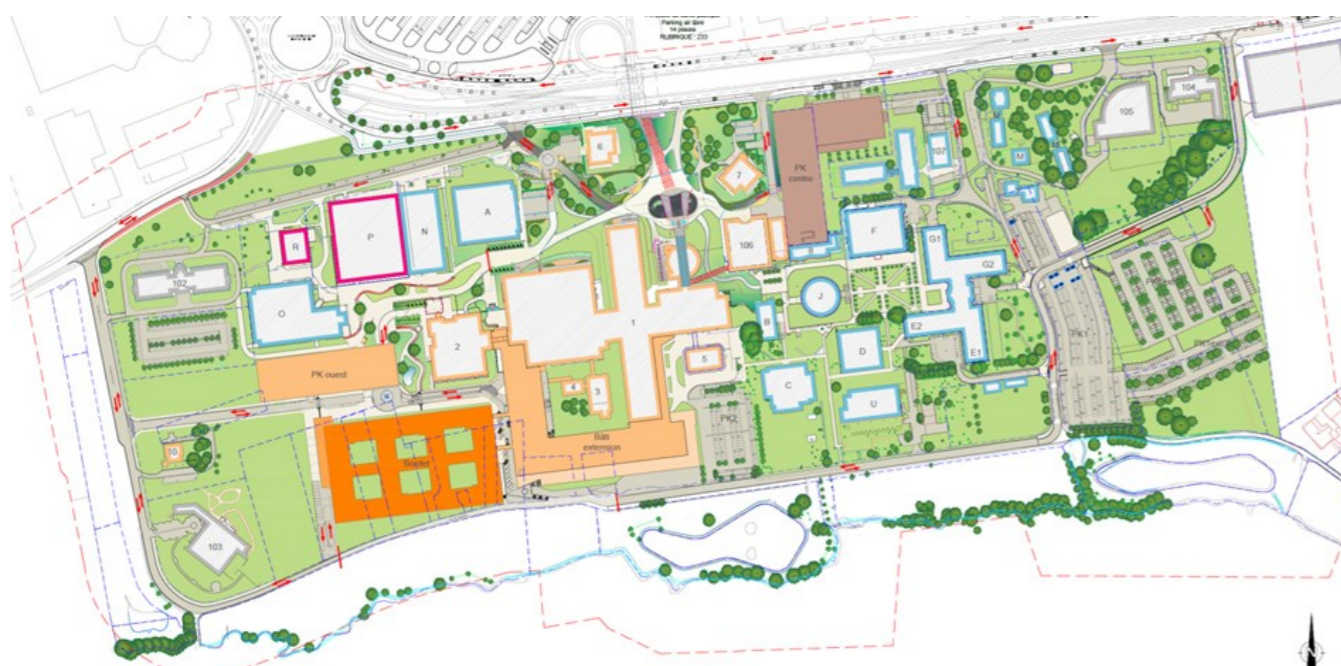 Parking air libre
14 places
RUBRIQUE : 233
104
105
6
7
107
M
M
PK
centre
R
P
N
A
106
F
G1
G2
102
O
J
1
B
2
E2
D
E1
PK1
5
PK ouest
4
3
C
U
PK2
Bâti
extension
10
103
N